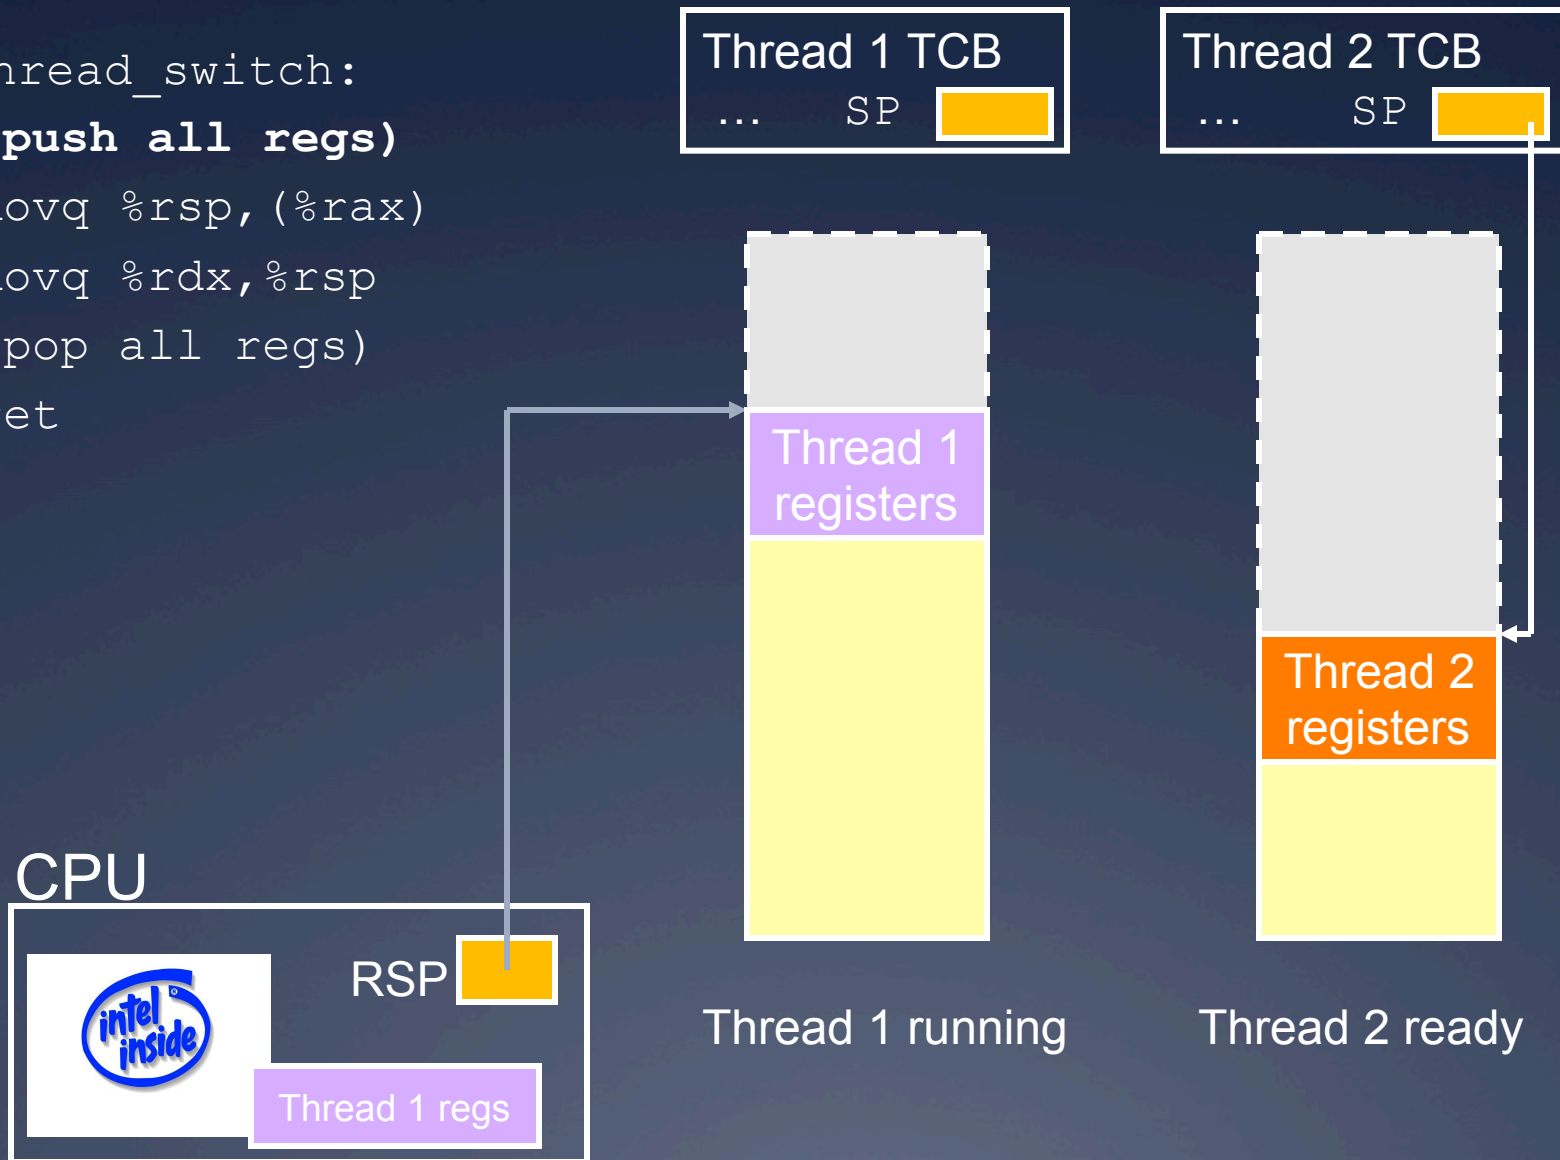 hread_switch:
push all regs)
ovq %rsp,(%rax)
ovq %rdx,%rsp
pop all regs)
et
Thread 1 TCB
... SP
Thread 2 TCB
... SP
Thread 1
registers
Thread 2
registers
CPU
RSP
intel®
inside
Thread 1 regs
Thread 1 running
Thread 2 ready